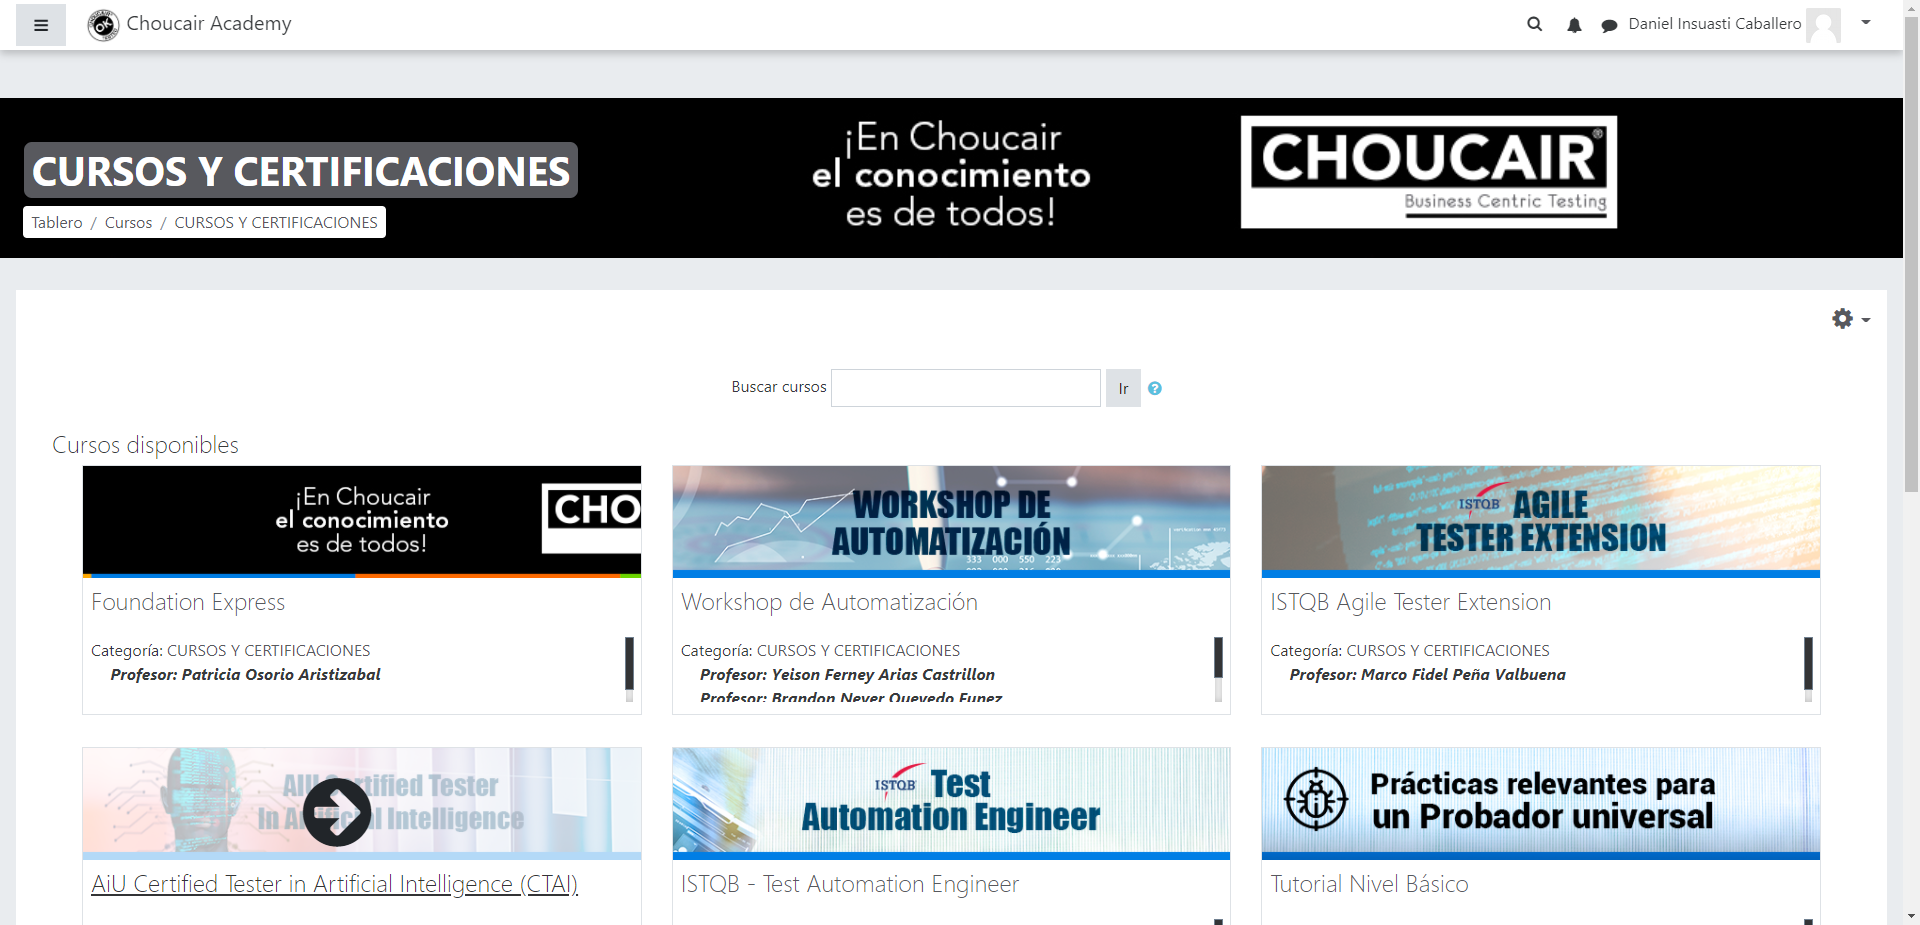 Choucair Academy
Daniel Insuasti Caballero
CURSOS Y CERTIFICACIONES
Tablero / Cursos / CURSOS Y CERTIFICACIONES
¡En Choucair
el conocimiento
es de todos!
CHOUCAIR®
Business Centric Testing
Buscar cursos
Ir
Cursos disponibles
¡En Choucair
el conocimiento
es de todos!
CHO
Foundation Express
Categoría: CURSOS Y CERTIFICACIONES
Profesor: Patricia Osorio Aristizabal
WORKSHOP DE
AUTOMATIZACIÓN
333 000 550 223
Workshop de Automatización
Categoría: CURSOS Y CERTIFICACIONES
Profesor: Yeison Ferney Arias Castrillon
Profesor: Brandon Never Quevedo Funez
ISTQB AGILE
TESTER EXTENSION
ISTQB Agile Tester Extension
Categoría: CURSOS Y CERTIFICACIONES
Profesor: Marco Fidel Peña Valbuena
Tester
Intelligence
AiU Certified Tester in Artificial Intelligence (CTAI)
ISTQB Test
Automation Engineer
ISTQB - Test Automation Engineer
Prácticas relevantes para
un Probador universal
Tutorial Nivel Básico